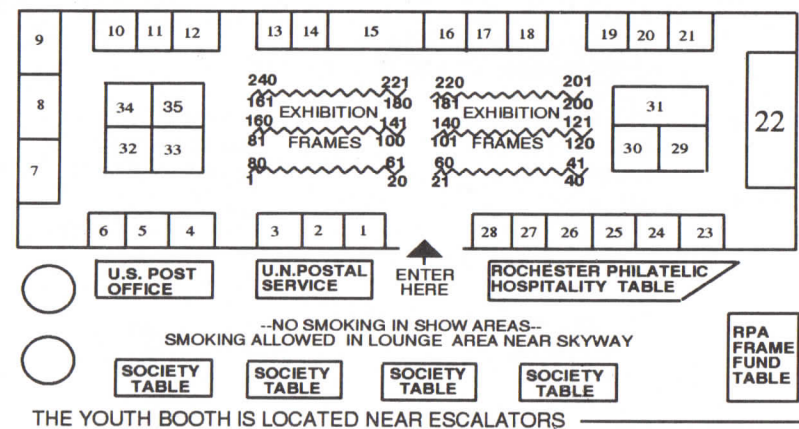 9 10 11 12 13 14 15 16 17 18 19 20 21
240 221 220 201
161 EXHIBITION 180 181 EXHIBITION 200
8 34 35 31 22
160 141 140 121
81 FRAMES 100 101 FRAMES 120
32 33 30 29
7
80 61 60 41
1 20 21 40
6 5 4 3 2 1 28 27 26 25 24 23
U.S. POST
OFFICE
U.N.POSTAL
SERVICE
ENTER
HERE
ROCHESTER PHILATELIC
HOSPITALITY TABLE
--NO SMOKING IN SHOW AREAS--
SMOKING ALLOWED IN LOUNGE AREA NEAR SKYWAY
RPA
FRAME
FUND
TABLE
SOCIETY
TABLE
SOCIETY
TABLE
SOCIETY
TABLE
SOCIETY
TABLE
THE YOUTH BOOTH IS LOCATED NEAR ESCALATORS